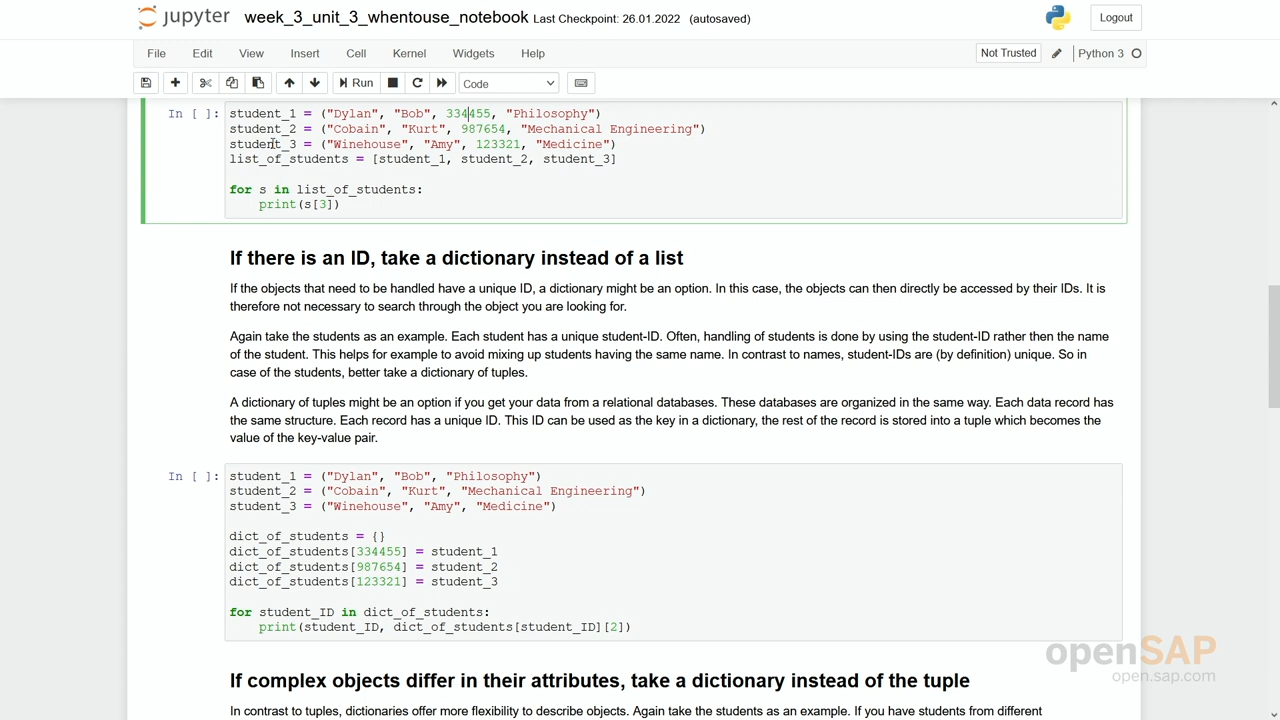 jupyter week_3_unit_3_whentouse_notebook Last Checkpoint: 26.01.2022 (autosaved) Logout
File Edit View Insert Cell Kernel Widgets Help Not Trusted Python 3
Run Code
In [ ]: student_1 = ("Dylan", "Bob", 334455, "Philosophy")
student_2 = ("Cobain", "Kurt", 987654, "Mechanical Engineering")
student_3 = ("Winehouse", "Amy", 123321, "Medicine")
list_of_students = [student_1, student_2, student_3]
for s in list_of_students:
print(s[3])
If there is an ID, take a dictionary instead of a list
If the objects that need to be handled have a unique ID, a dictionary might be an option. In this case, the objects can then directly be accessed by their IDs. It is
therefore not necessary to search through the object you are looking for.
Again take the students as an example. Each student has a unique student-ID. Often, handling of students is done by using the student-ID rather then the name
of the student. This helps for example to avoid mixing up students having the same name. In contrast to names, student-IDs are (by definition) unique. So in
case of the students, better take a dictionary of tuples.
A dictionary of tuples might be an option if you get your data from a relational databases. These databases are organized in the same way. Each data record has
the same structure. Each record has a unique ID. This ID can be used as the key in a dictionary, the rest of the record is stored into a tuple which becomes the
value of the key-value pair.
In [ ]: student_1 = ("Dylan", "Bob", "Philosophy")
student_2 = ("Cobain", "Kurt", "Mechanical Engineering")
student_3 = ("Winehouse", "Amy", "Medicine")
dict_of_students = {}
dict_of_students[334455] = student_1
dict_of_students[987654] = student_2
dict_of_students[123321] = student_3
for student_ID in dict_of_students:
print(student_ID, dict_of_students[student_ID][2])
openSAP
open.sap.com
If complex objects differ in their attributes, take a dictionary instead of the tuple
In contrast to tuples, dictionaries offer more flexibility to describe objects. Again take the students as an example. If you have students from different